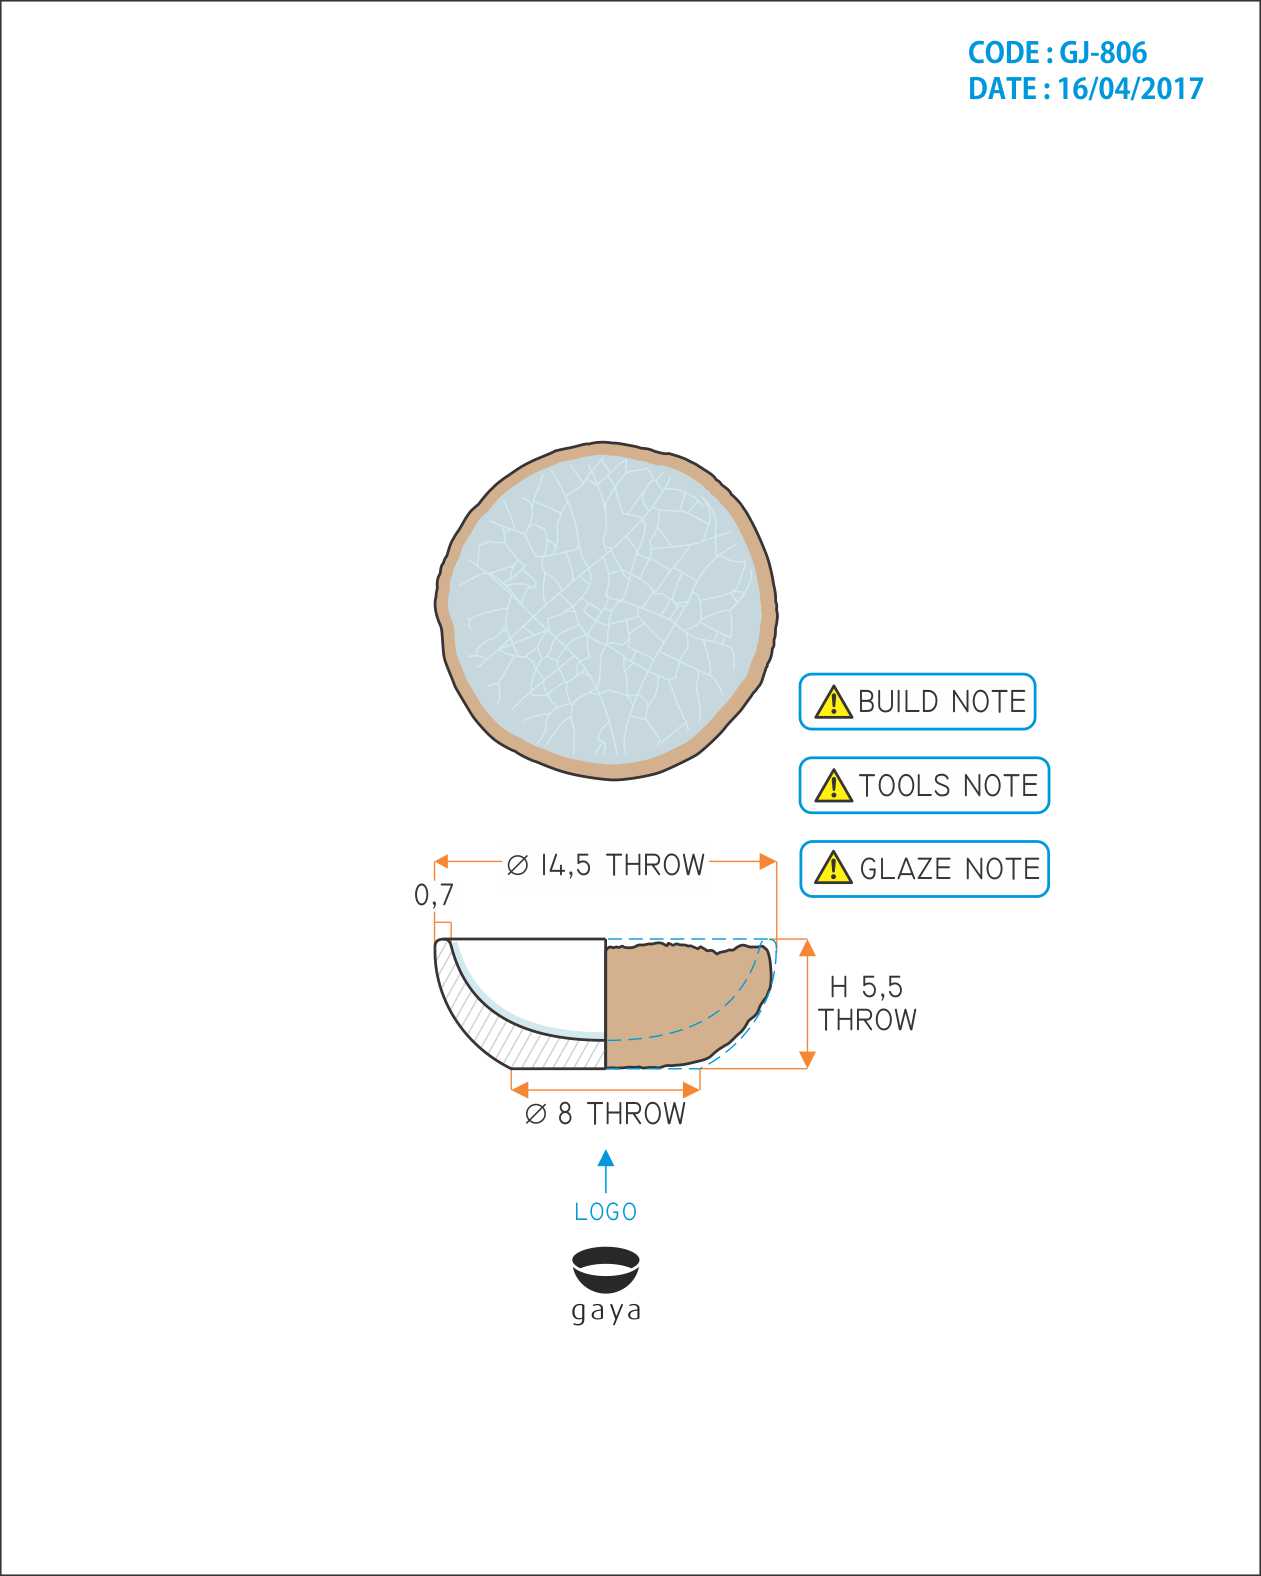 CODE : GJ-806
DATE : 16/04/2017
BUILD NOTE
TOOLS NOTE
GLAZE NOTE
⌀ 14,5 THROW
0,7
H 5,5
THROW
⌀ 8 THROW
LOGO
gaya